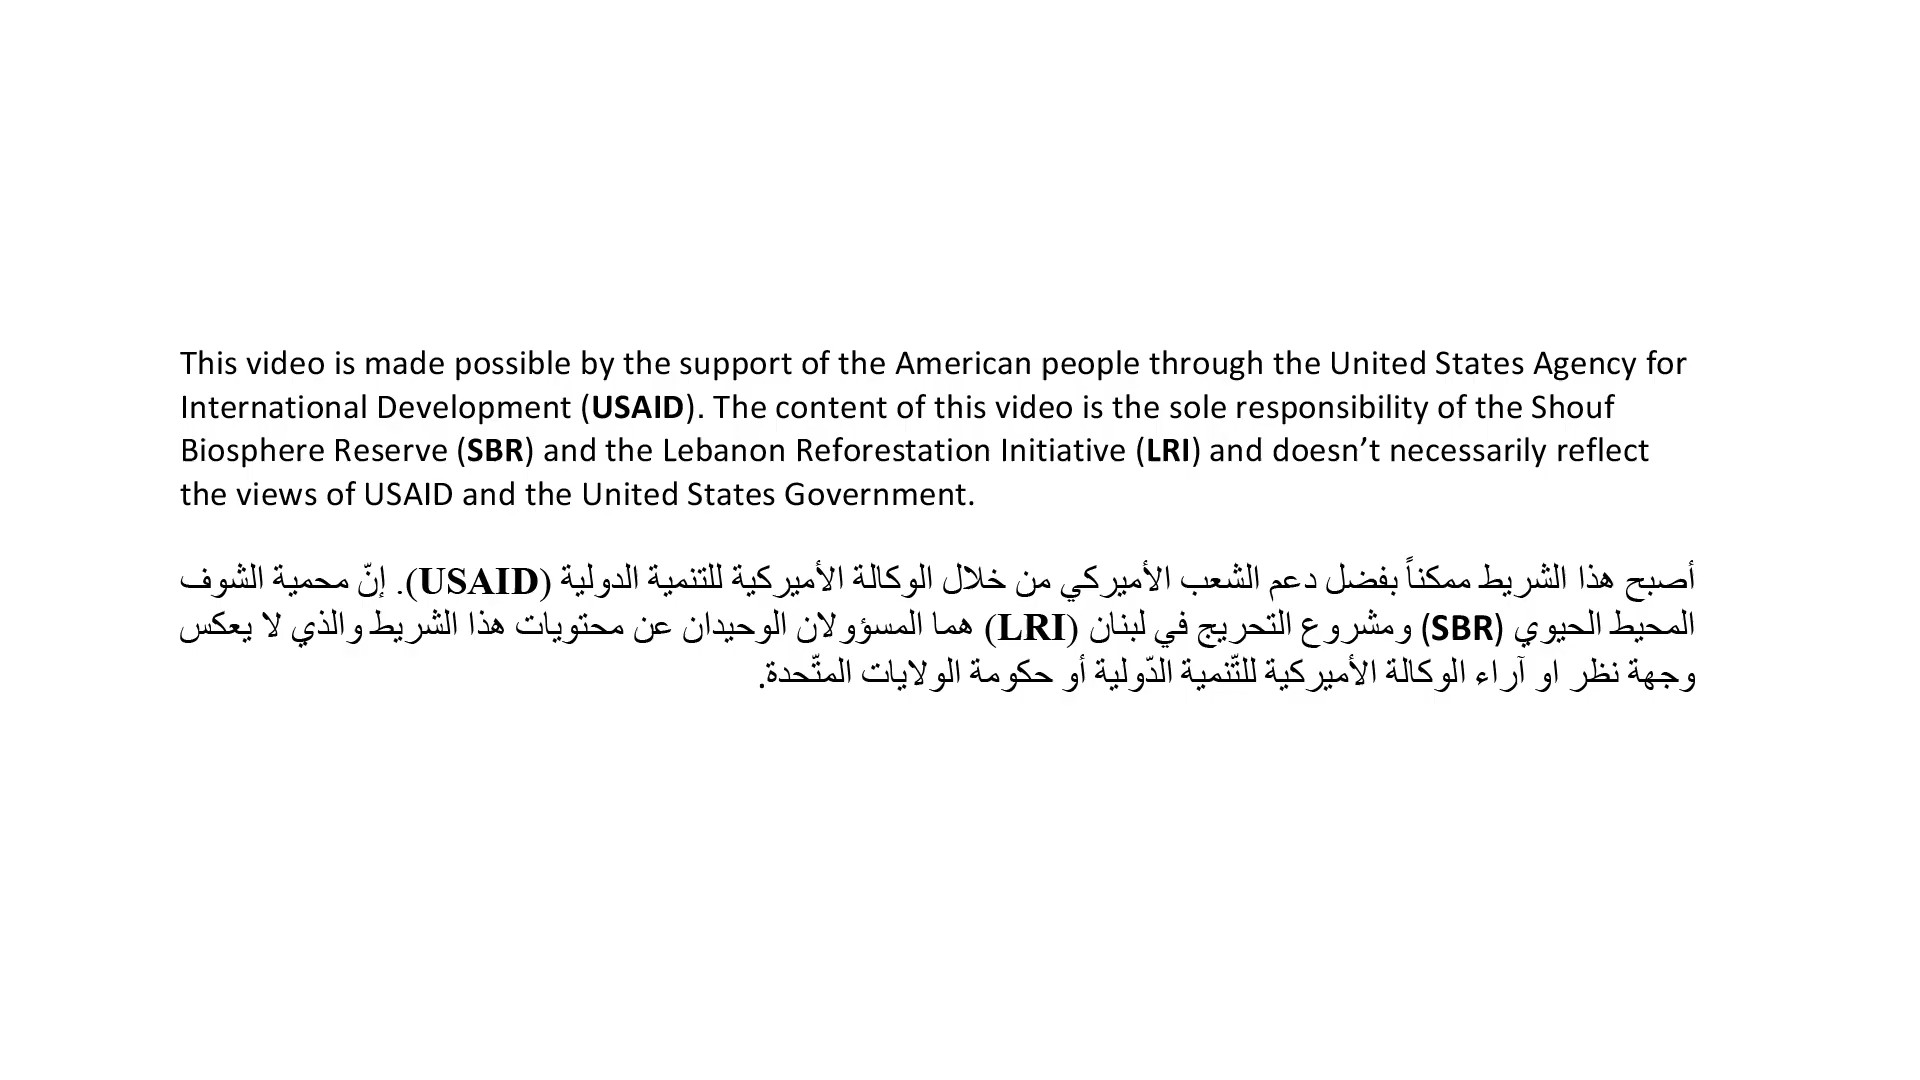 This video is made possible by the support of the American people through the United States Agency for
International Development (USAID). The content of this video is the sole responsibility of the Shouf
Biosphere Reserve (SBR) and the Lebanon Reforestation Initiative (LRI) and doesn’t necessarily reflect
the views of USAID and the United States Government.
أصبح هذا الشريط ممكناً بفضل دعم الشعب الأميركي من خلال الوكالة الأميركية للتنمية الدولية (USAID). إنّ محمية الشوف
المحيط الحيوي (SBR) ومشروع التحريج في لبنان (LRI) هما المسؤولان الوحيدان عن محتويات هذا الشريط والذي لا يعكس
وجهة نظر او آراء الوكالة الأميركية للتّنمية الدّولية أو حكومة الولايات المتّحدة.